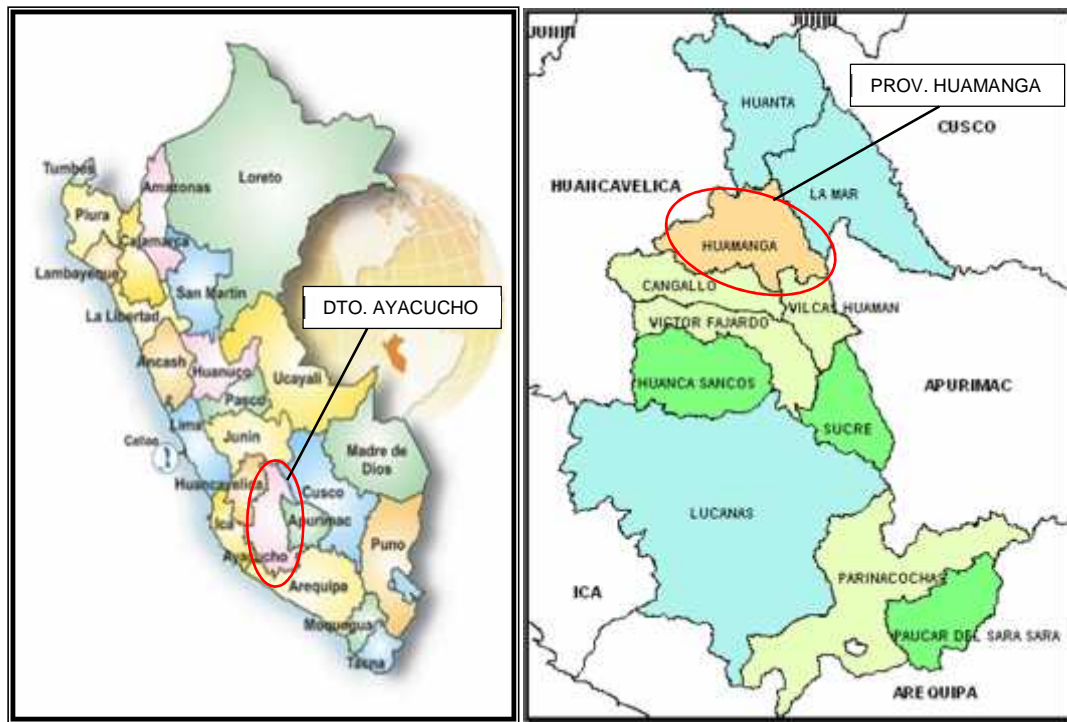 Tumbes
Amazonas
Loreto
Piura
Cajamarca
Lambayeque
San Martin
La Libertad
DTO. AYACUCHO
Ancash
Huanuco
Ucayali
Pasco
Lima
Junin
Callao
Madre de
Dios
Huancavelica
Cusco
Ica
Apurimac
Ayacucho
Puno
Arequipa
Moquegua
Tacna
JUNIN
PROV. HUAMANGA
HUANTA
CUSCO
HUANCAVELICA
LA MAR
HUAMANGA
CANGALLO
VILCAS HUAMAN
VICTOR FAJARDO
HUANCA SANCOS
APURIMAC
SUCRE
LUCANAS
PARINACOCHAS
ICA
PAUCAR DEL SARA SARA
AREQUIPA